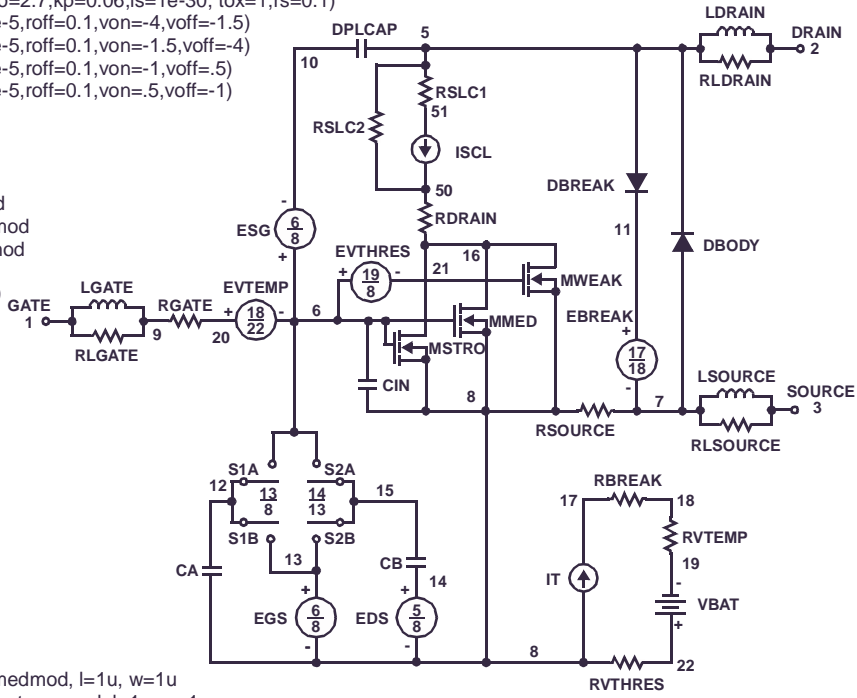 o=2.7,kp=0.06,is=1e-30, tox=1,rs=0.1)
e-5,roff=0.1,von=-4,voff=-1.5)
e-5,roff=0.1,von=-1.5,voff=-4)
e-5,roff=0.1,von=-1,voff=.5)
e-5,roff=0.1,von=.5,voff=-1)
DPLCAP
5
10
LDRAIN
DRAIN
2
RLDRAIN
RSLC1
51
RSLC2
ISCL
50
DBREAK
RDRAIN
11
DBODY
ESG
6
8
-
+
EVTHRES
+
19
8
-
21
16
MWEAK
d
mod
mod
GATE
1
LGATE
RLGATE
9
RGATE
20
EVTEMP
+
18
22
-
6
MMED
MSTRO
EBREAK
+
17
18
-
CIN
8
RSOURCE
7
LSOURCE
RLSOURCE
SOURCE
3
S1A
S2A
12
13
8
14
13
15
S1B
S2B
13
CA
CB
14
EGS
+
6
8
-
EDS
+
5
8
-
RBREAK
17
18
RVTEMP
19
IT
-
VBAT
+
8
22
RVTHRES
medmod, l=1u, w=1u